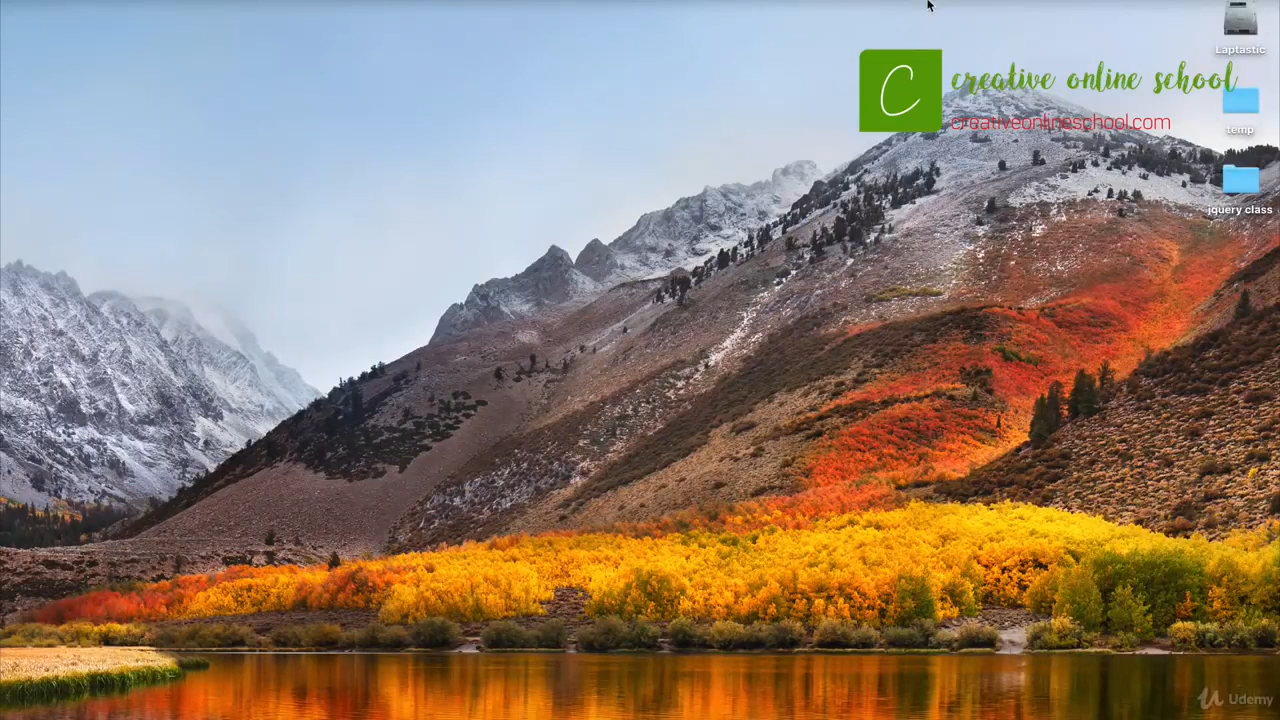 Laptastic
C
creative online school
creativeonlineschool.com
temp
jquery class
Udemy